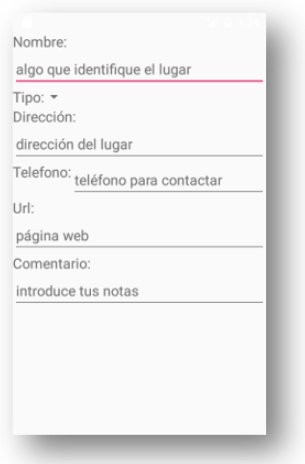 Nombre:
algo que identifique el lugar
Tipo:
Dirección:
dirección del lugar
Telefono: teléfono para contactar
Url:
página web
Comentario:
introduce tus notas